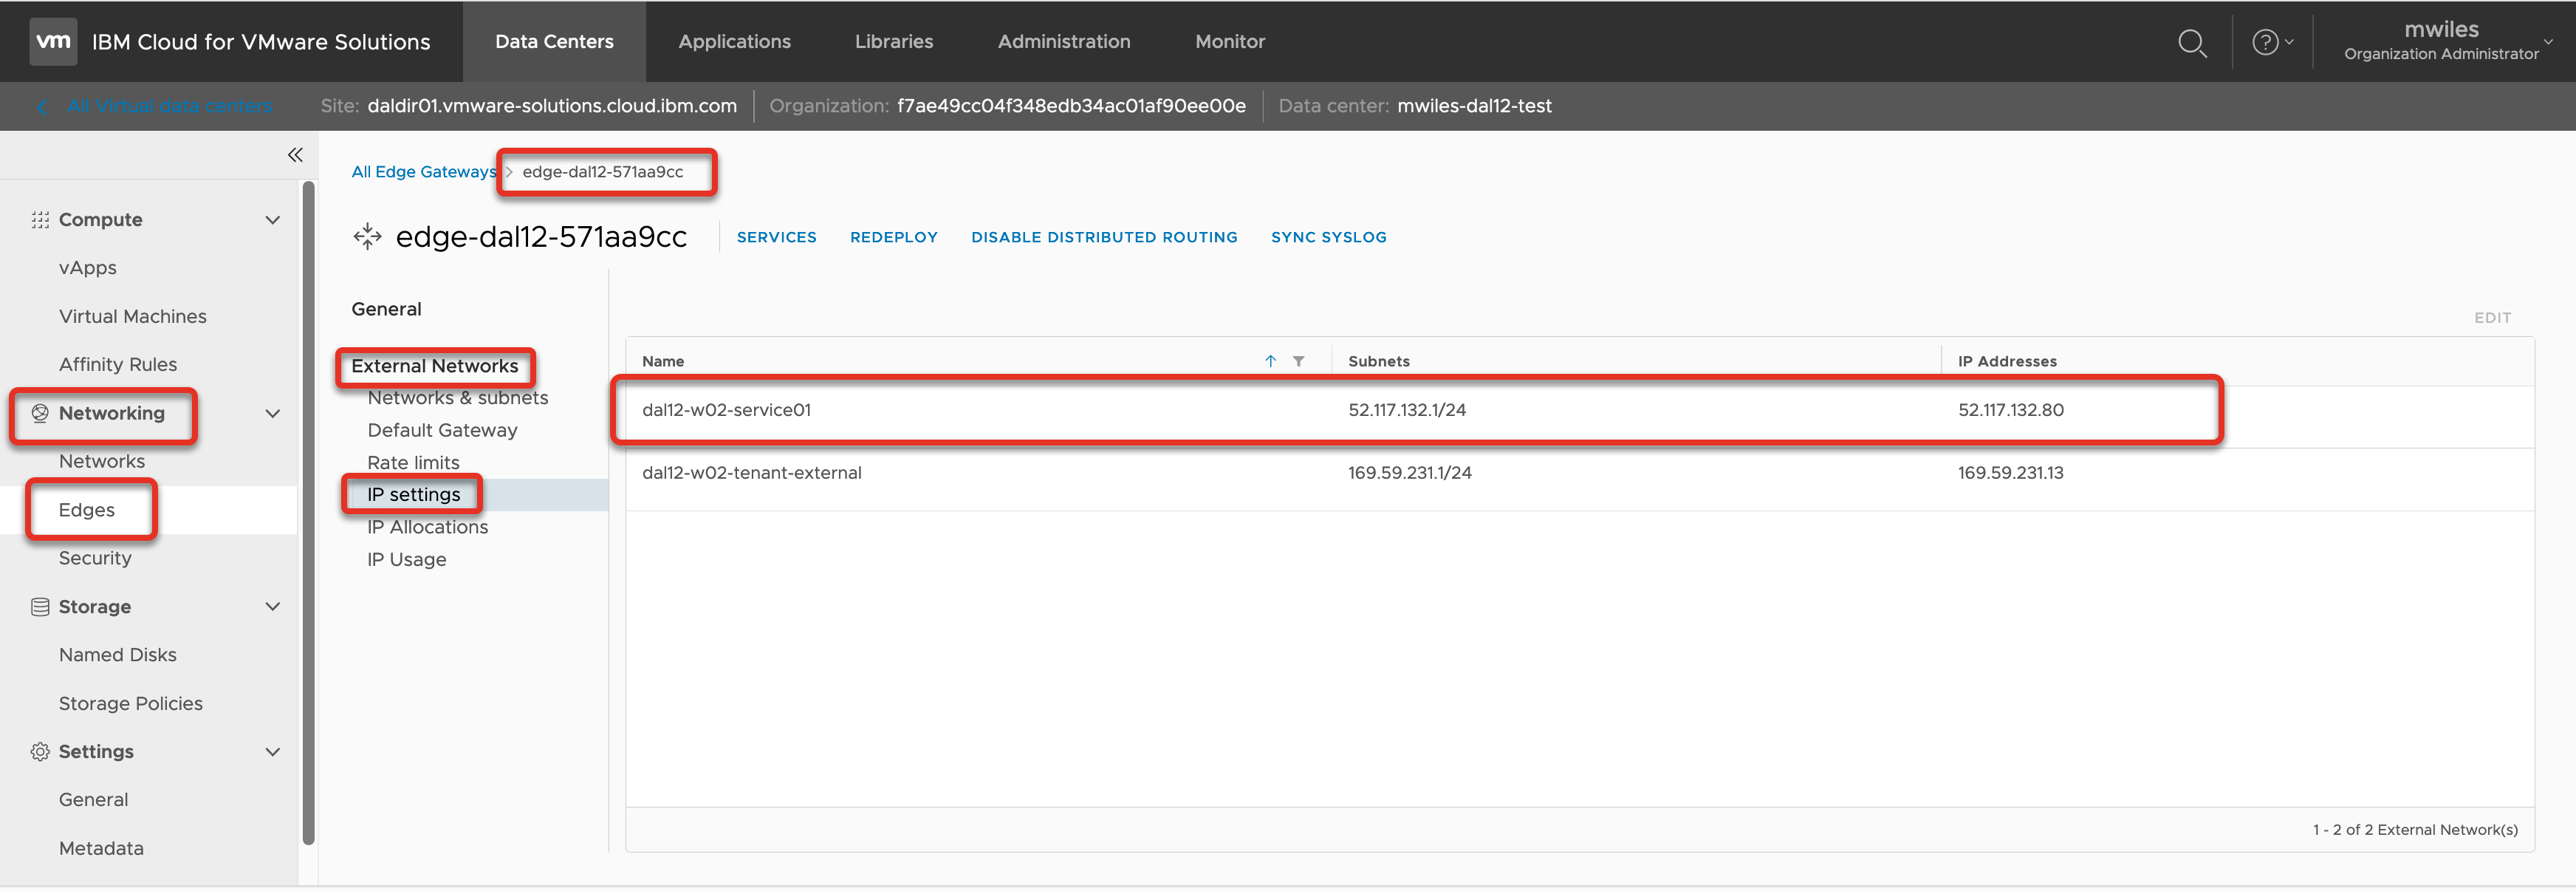 vm IBM Cloud for VMware Solutions Data Centers Applications Libraries Administration Monitor mwiles
Organization Administrator
All Virtual data centers Site: daldir01.vmware-solutions.cloud.ibm.com Organization: f7ae49cc04f348edb34ac01af90ee00e Data center: mwiles-dal12-test
All Edge Gateways > edge-dal12-571aa9cc
edge-dal12-571aa9cc SERVICES REDEPLOY DISABLE DISTRIBUTED ROUTING SYNC SYSLOG
Compute
vApps
Virtual Machines
Affinity Rules
Networking
Networks
Edges
Security
Storage
Named Disks
Storage Policies
Settings
General
Metadata
General
External Networks
Networks & subnets
Default Gateway
Rate limits
IP settings
IP Allocations
IP Usage
EDIT
Name Subnets IP Addresses
dal12-w02-service01 52.117.132.1/24 52.117.132.80
dal12-w02-tenant-external 169.59.231.1/24 169.59.231.13
1 - 2 of 2 External Network(s)